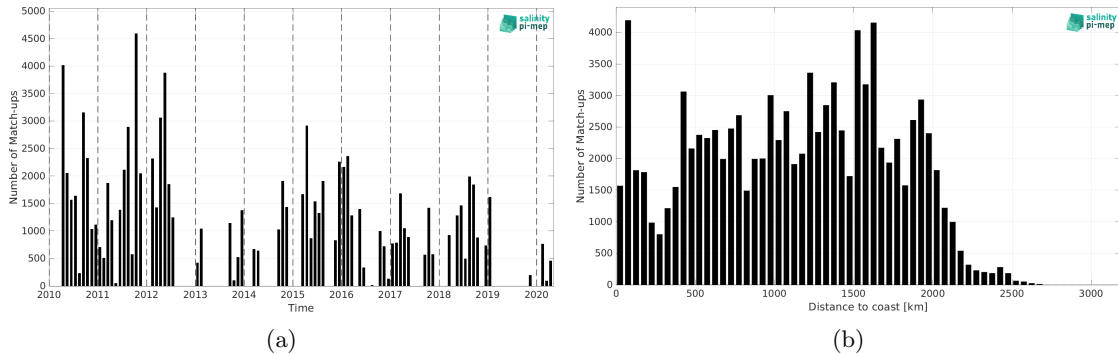 5000
4500
4000
3500
3000
2500
2000
1500
1000
500
0
Number of Match-ups
2010 2011 2012 2013 2014 2015 2016 2017 2018 2019 2020
Time
salinity
pi-mep
(a)
4000
3500
3000
2500
2000
1500
1000
500
0
Number of Match-ups
0 500 1000 1500 2000 2500 3000
Distance to coast [km]
salinity
pi-mep
(b)